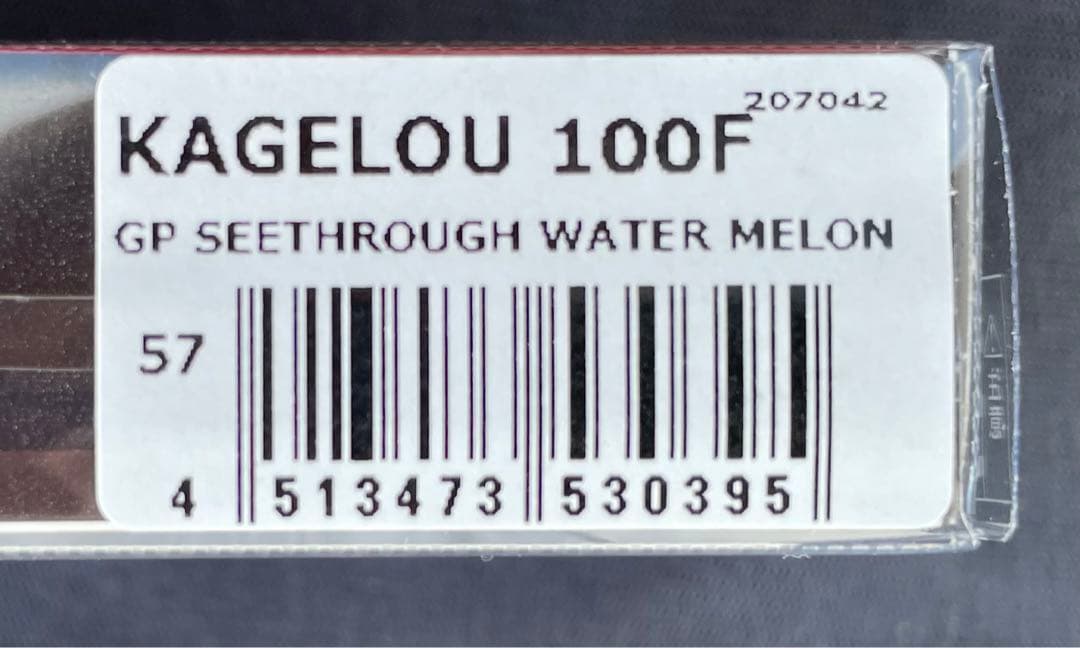 207042
KAGELOU 100F
GP SEETHROUGH WATER MELON
57
4 513473 530395